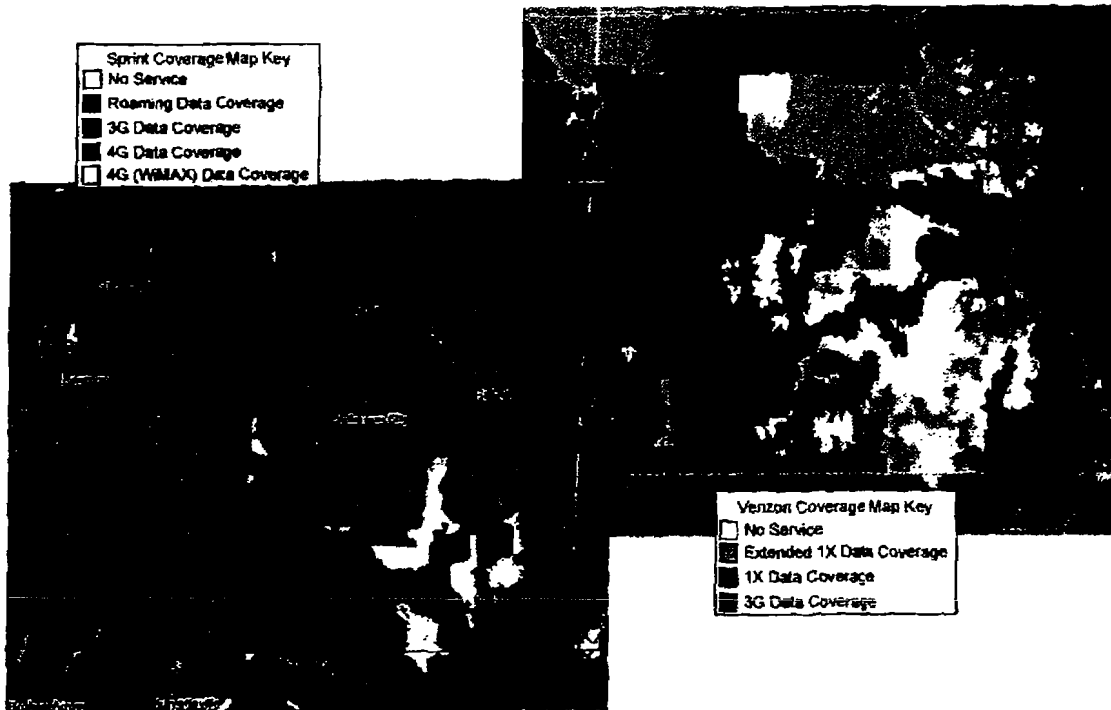 Sprint Coverage Map Key
No Service
Roaming Data Coverage
3G Data Coverage
4G Data Coverage
4G (WiMAX) Data Coverage
Verizon Coverage Map Key
No Service
Extended 1X Data Coverage
1X Data Coverage
3G Data Coverage